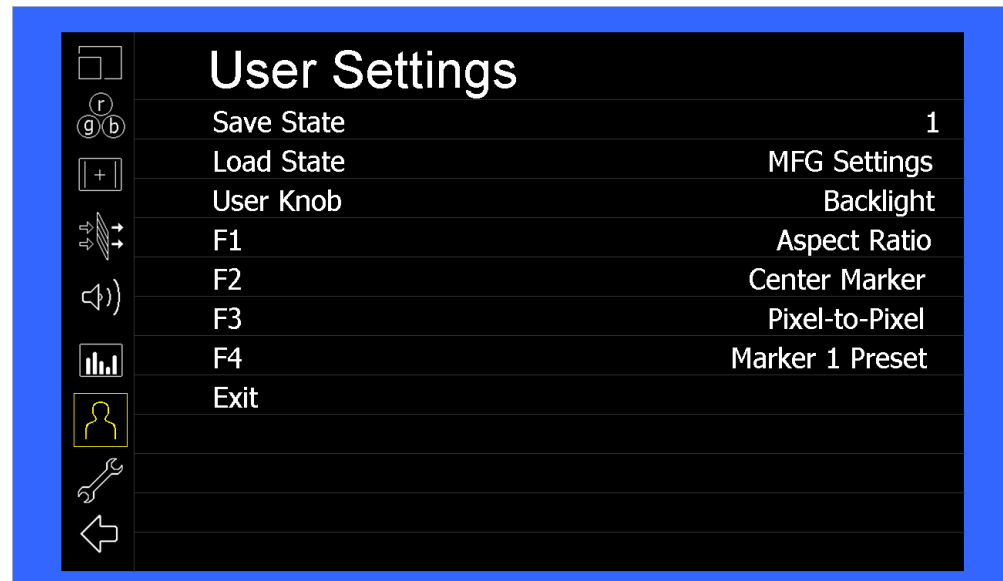 User Settings
r
g b
Save State 1
Load State MFG Settings
User Knob Backlight
F1 Aspect Ratio
F2 Center Marker
F3 Pixel-to-Pixel
F4 Marker 1 Preset
Exit